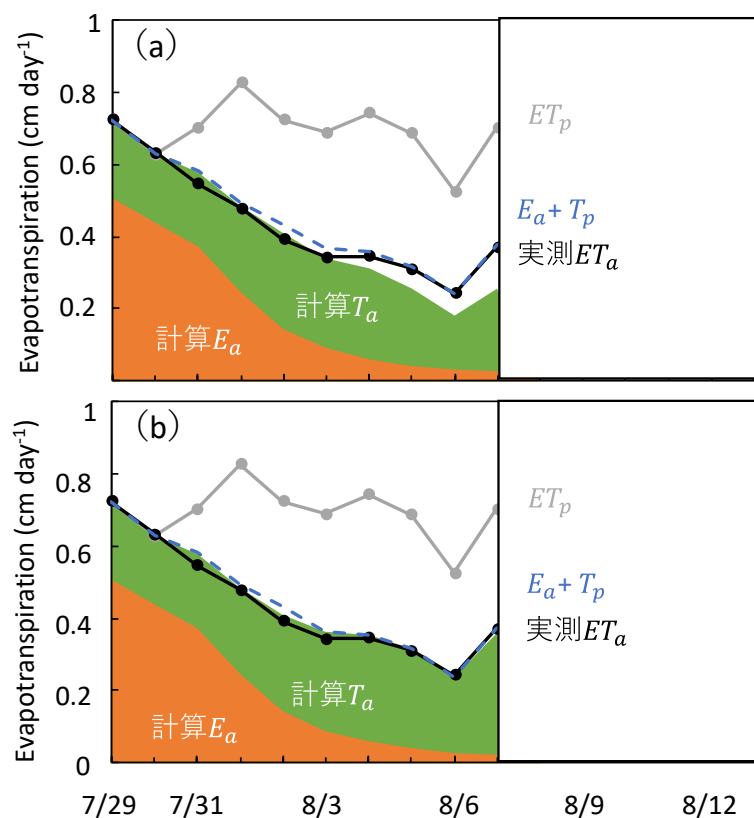 Evapotranspiration (cm day-1)
1
0.8
0.6
0.4
0.2
（a）
ETp
Ea+ Tp
実測ETa
計算Ta
計算Ea
Evapotranspiration (cm day-1)
1
0.8
0.6
0.4
0.2
0
（b）
ETp
Ea+ Tp
実測ETa
計算Ta
計算Ea
7/29 7/31 8/3 8/6 8/9 8/12